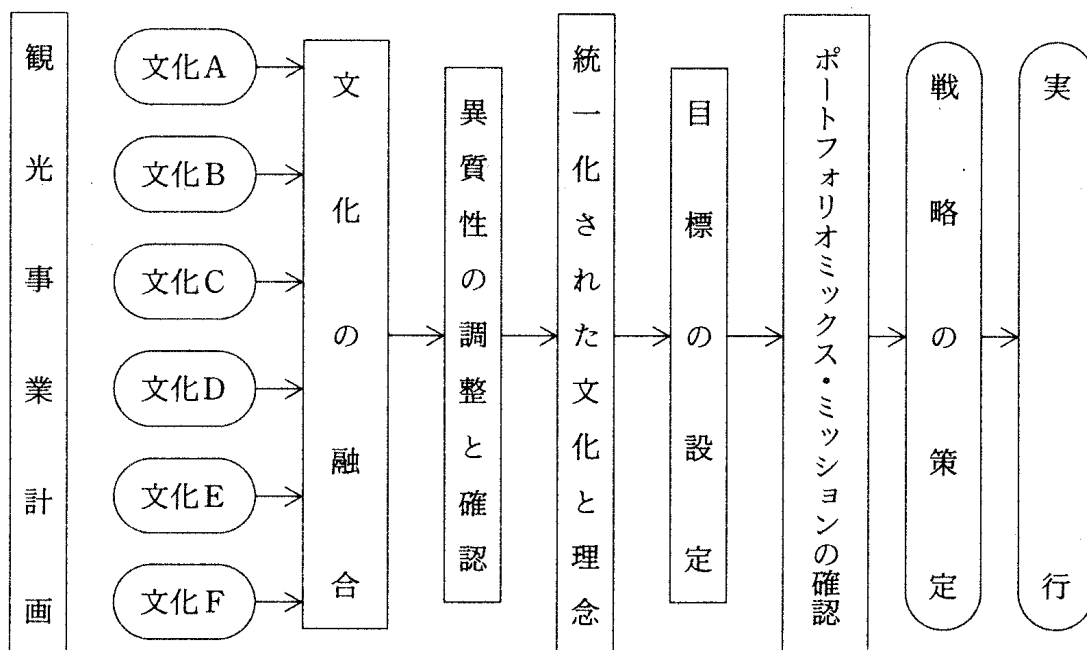 観光事業計画
文化A
文化B
文化C
文化D
文化E
文化F
文化の融合
異質性の調整と確認
統一化された文化と理念
目標の設定
ポートフォリオミックス・ミッションの確認
戦略の策定
実行